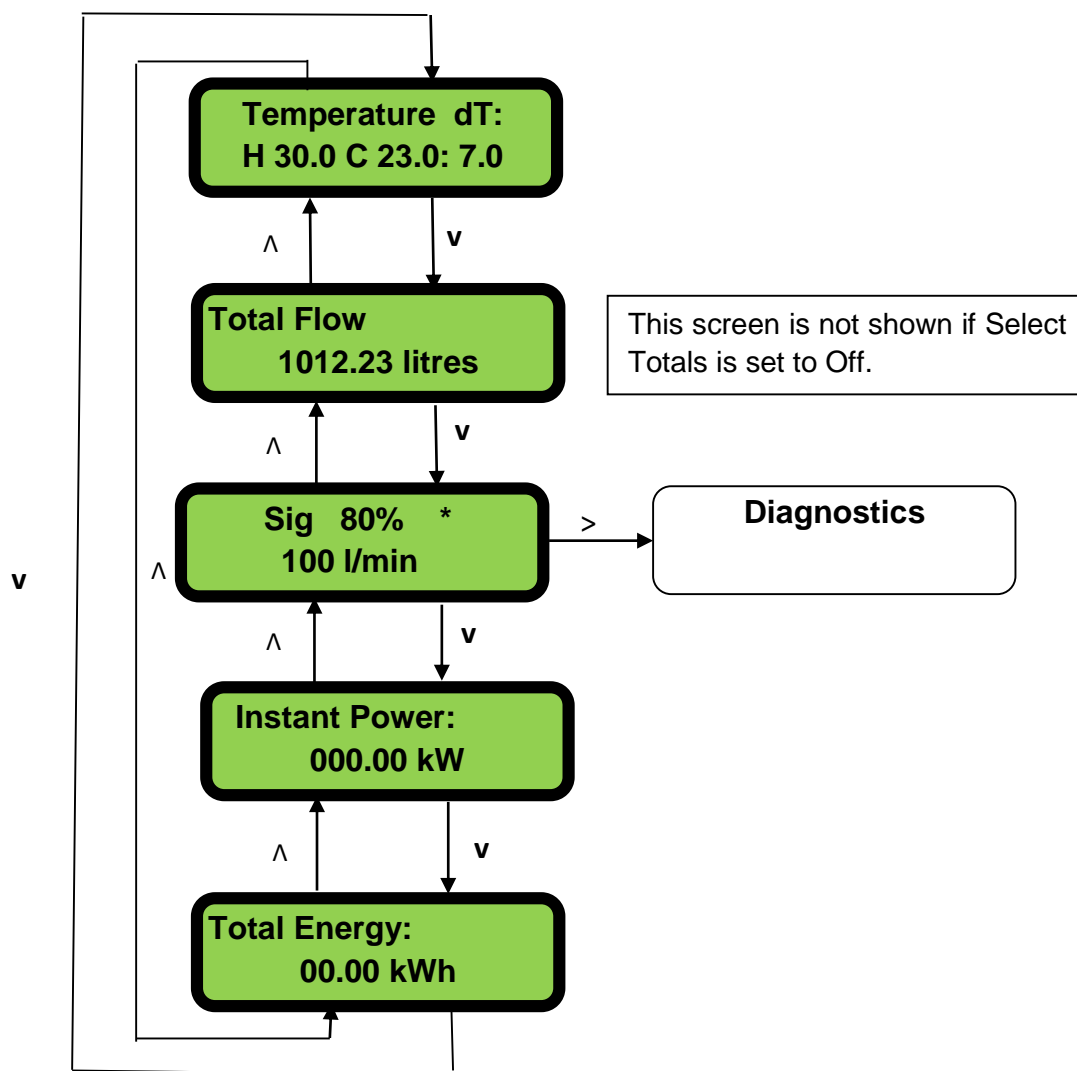 Temperature dT:
H 30.0 C 23.0: 7.0
Λ
v
Total Flow
1012.23 litres
This screen is not shown if Select
Totals is set to Off.
Λ
v
Sig 80% *
100 l/min
>
Diagnostics
v
Λ
Λ
v
Instant Power:
000.00 kW
Λ
v
Total Energy:
00.00 kWh